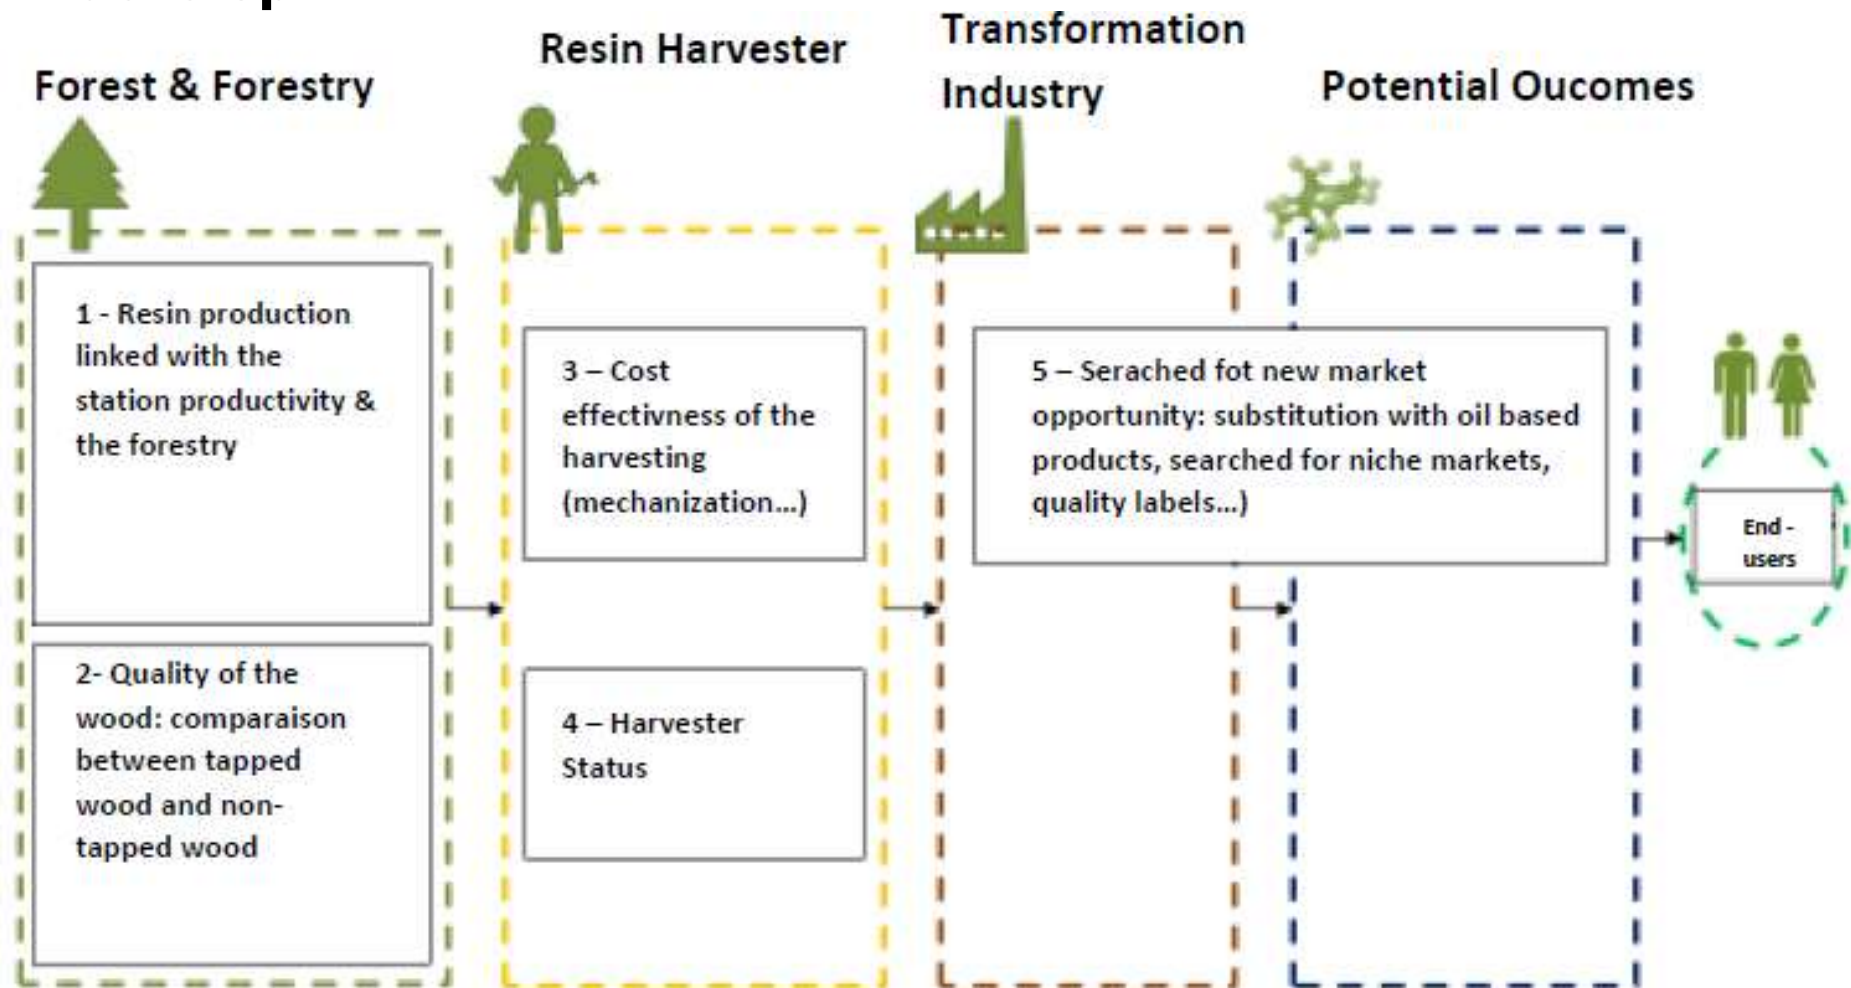 Forest & Forestry
Resin Harvester
Transformation
Industry
Potential Oucomes
1 - Resin production
linked with the
station productivity &
the forestry
2- Quality of the
wood: comparaison
between tapped
wood and non-
tapped wood
3 – Cost
effectivness of the
harvesting
(mechanization...)
4 – Harvester
Status
5 – Serached fot new market
opportunity: substitution with oil based
products, searched for niche markets,
quality labels...)
End -
users